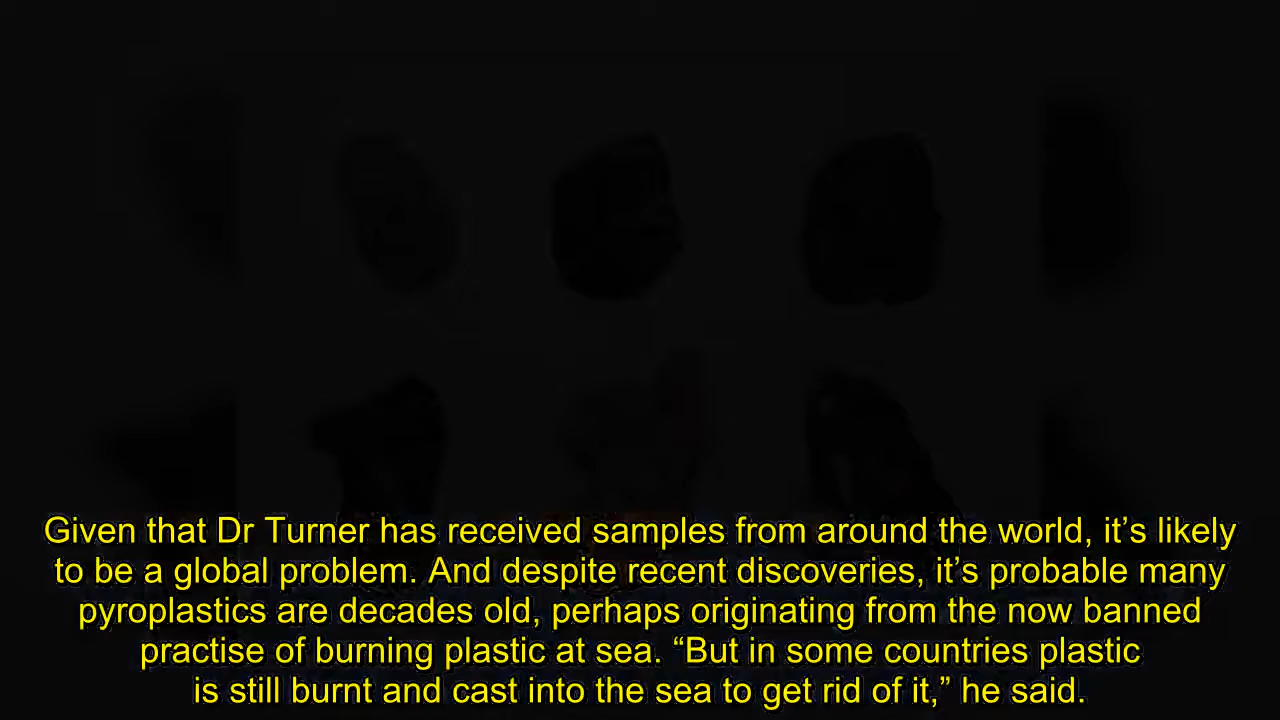 Given that Dr Turner has received samples from around the world, it’s likely
to be a global problem. And despite recent discoveries, it’s probable many
pyroplastics are decades old, perhaps originating from the now banned
practise of burning plastic at sea. “But in some countries plastic
is still burnt and cast into the sea to get rid of it,” he said.